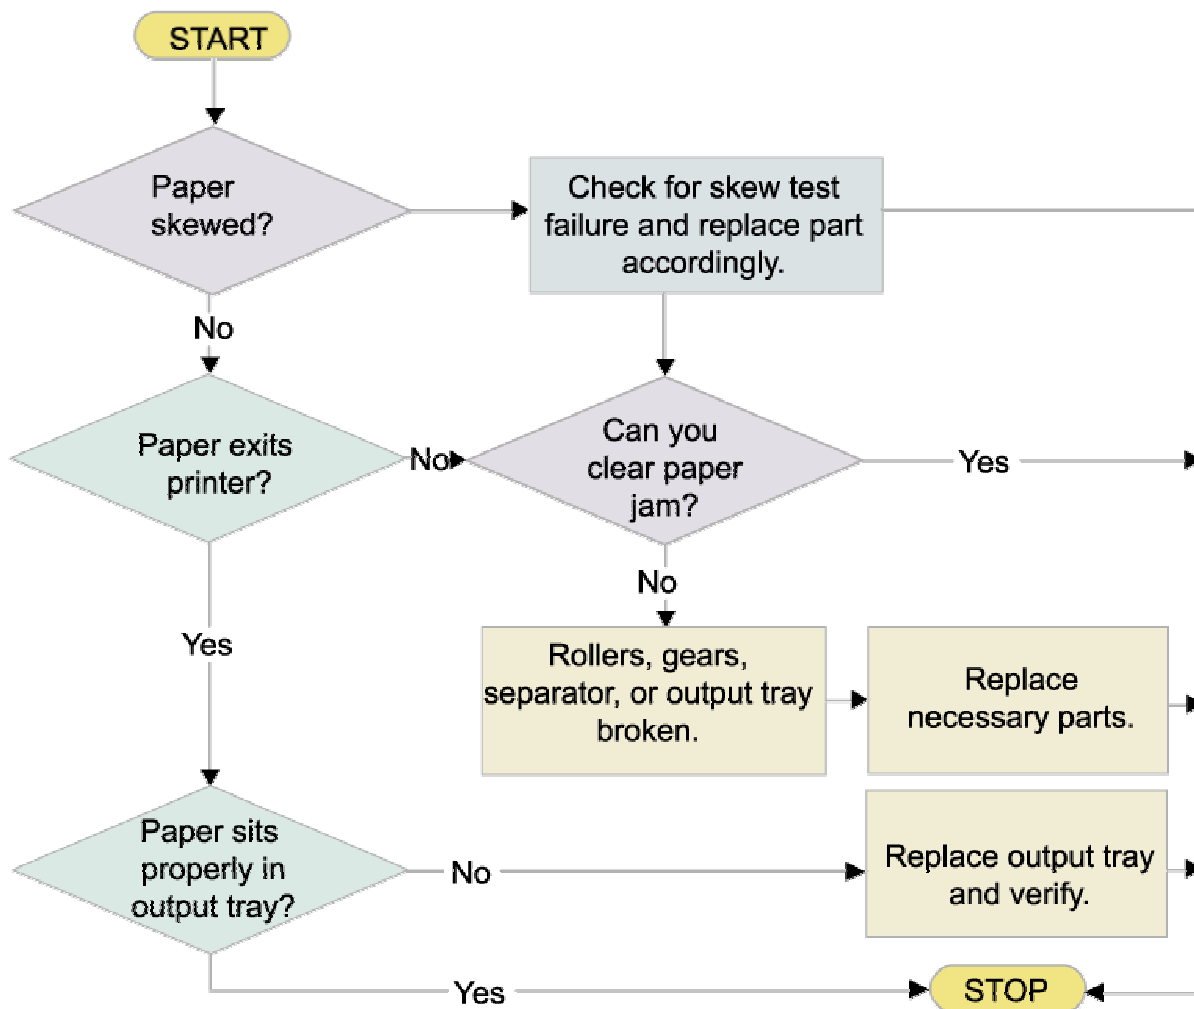 START
Paper
skewed?
Check for skew test
failure and replace part
accordingly.
No
Paper exits
printer?
No
Can you
clear paper
jam?
Yes
No
Yes
Rollers, gears,
separator, or output tray
broken.
Replace
necessary parts.
Paper sits
properly in
output tray?
No
Replace output tray
and verify.
Yes
STOP